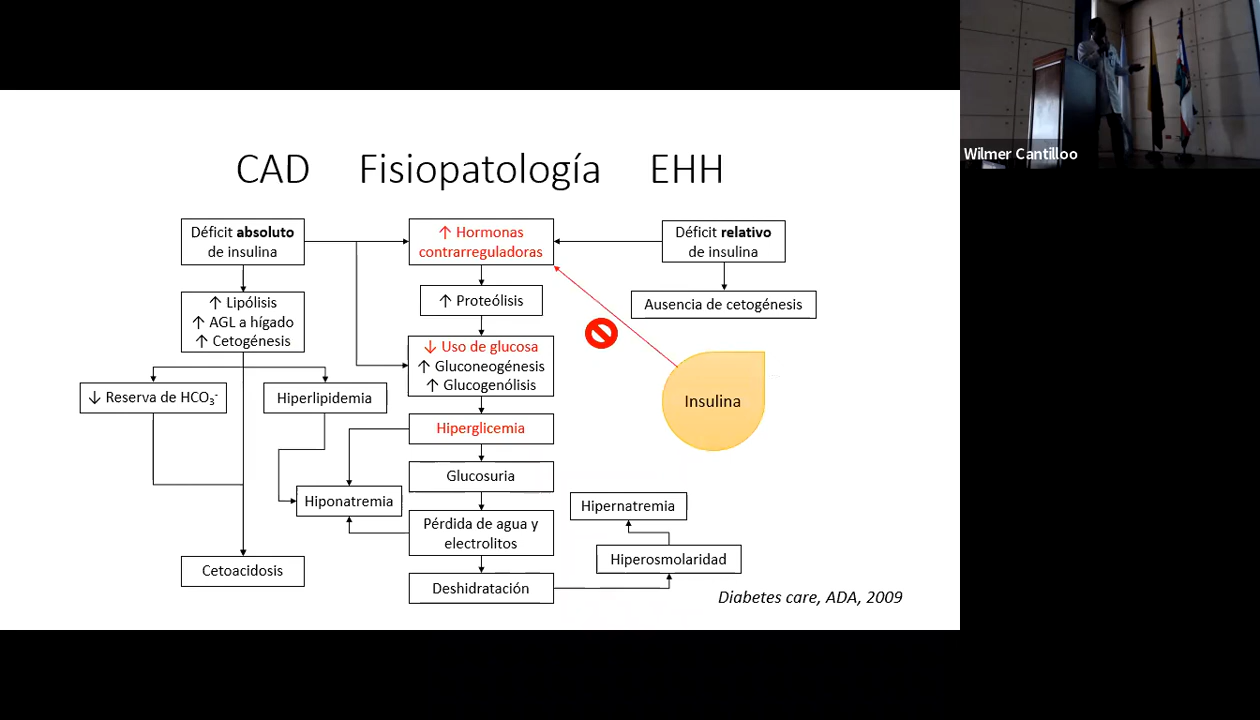 CAD Fisiopatología EHH
Déficit absoluto
de insulina
↑ Hormonas
contrarreguladoras
Déficit relativo
de insulina
↑ Lipólisis
↑ AGL a hígado
↑ Cetogénesis
↑ Proteólisis
Ausencia de cetogénesis
↓ Uso de glucosa
↑ Gluconeogénesis
↑ Glucogenólisis
↓ Reserva de HCO₃⁻
Hiperlipidemia
Insulina
Hiperglicemia
Glucosuria
Hiponatremia
Hipernatremia
Pérdida de agua y
electrolitos
Hiperosmolaridad
Cetoacidosis
Deshidratación
Diabetes care, ADA, 2009
Wilmer Cantilloo